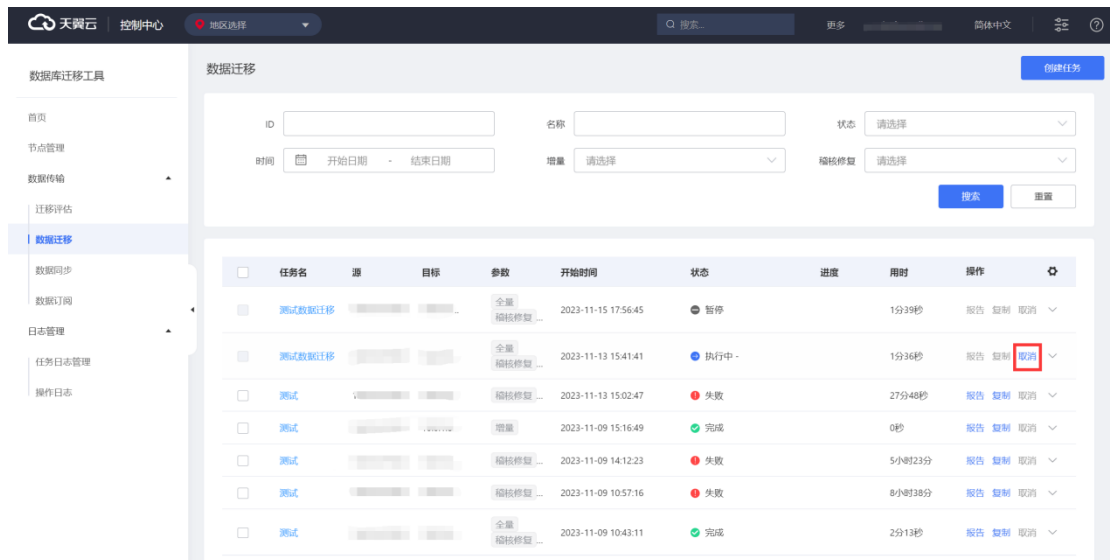 天翼云 控制中心 地区选择 搜索... 更多 简体中文
数据库迁移工具
首页
节点管理
数据传输
迁移评估
数据迁移
数据同步
数据订阅
日志管理
任务日志管理
操作日志
数据迁移 创建任务
ID 名称 状态 请选择
时间 开始日期 - 结束日期 增量 请选择 稽核修复 请选择
搜索 重置
任务名 源 目标 参数 开始时间 状态 进度 用时 操作
测试数据迁移 全量 稽核修复 ... 2023-11-15 17:56:45 暂停 1分39秒 报告 复制 取消
测试数据迁移 全量 稽核修复 ... 2023-11-13 15:41:41 执行中 - 1分36秒 报告 复制 取消
测试 稽核修复 ... 2023-11-13 15:02:47 失败 27分48秒 报告 复制 取消
测试 增量 2023-11-09 15:16:49 完成 0秒 报告 复制 取消
测试 稽核修复 ... 2023-11-09 14:12:23 失败 5小时23分 报告 复制 取消
测试 稽核修复 ... 2023-11-09 10:57:16 失败 8小时38分 报告 复制 取消
测试 全量 稽核修复 ... 2023-11-09 10:43:11 完成 2分13秒 报告 复制 取消